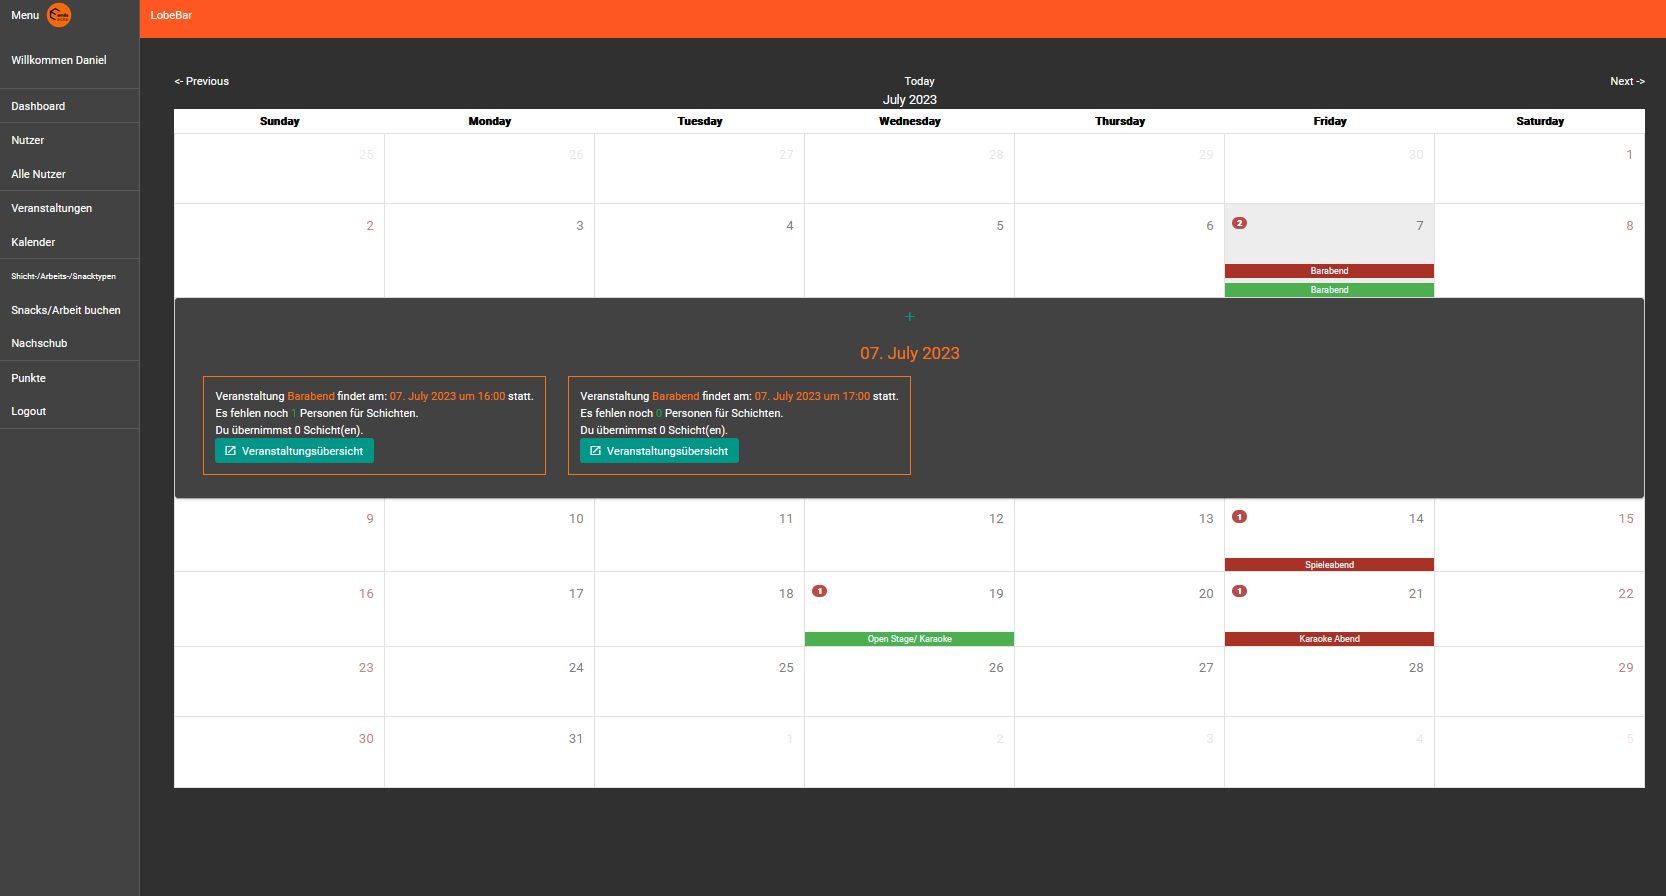 Menu
LobeBar
Willkommen Daniel
Dashboard
Nutzer
Alle Nutzer
Veranstaltungen
Kalender
Shicht-/Arbeits-/Snacktypen
Snacks/Arbeit buchen
Nachschub
Punkte
Logout
<- Previous Today Next ->
July 2023
Sunday Monday Tuesday Wednesday Thursday Friday Saturday
25 26 27 28 29 30 1
2 3 4 5 6 2 7 8
Barabend
Barabend
+
07. July 2023
Veranstaltung Barabend findet am: 07. July 2023 um 16:00 statt.
Es fehlen noch 1 Personen für Schichten.
Du übernimmst 0 Schicht(en).
Veranstaltungsübersicht
Veranstaltung Barabend findet am: 07. July 2023 um 17:00 statt.
Es fehlen noch 0 Personen für Schichten.
Du übernimmst 0 Schicht(en).
Veranstaltungsübersicht
9 10 11 12 13 1 14 15
Spieleabend
16 17 18 1 19 20 1 21 22
Open Stage/ Karaoke Karaoke Abend
23 24 25 26 27 28 29
30 31 1 2 3 4 5